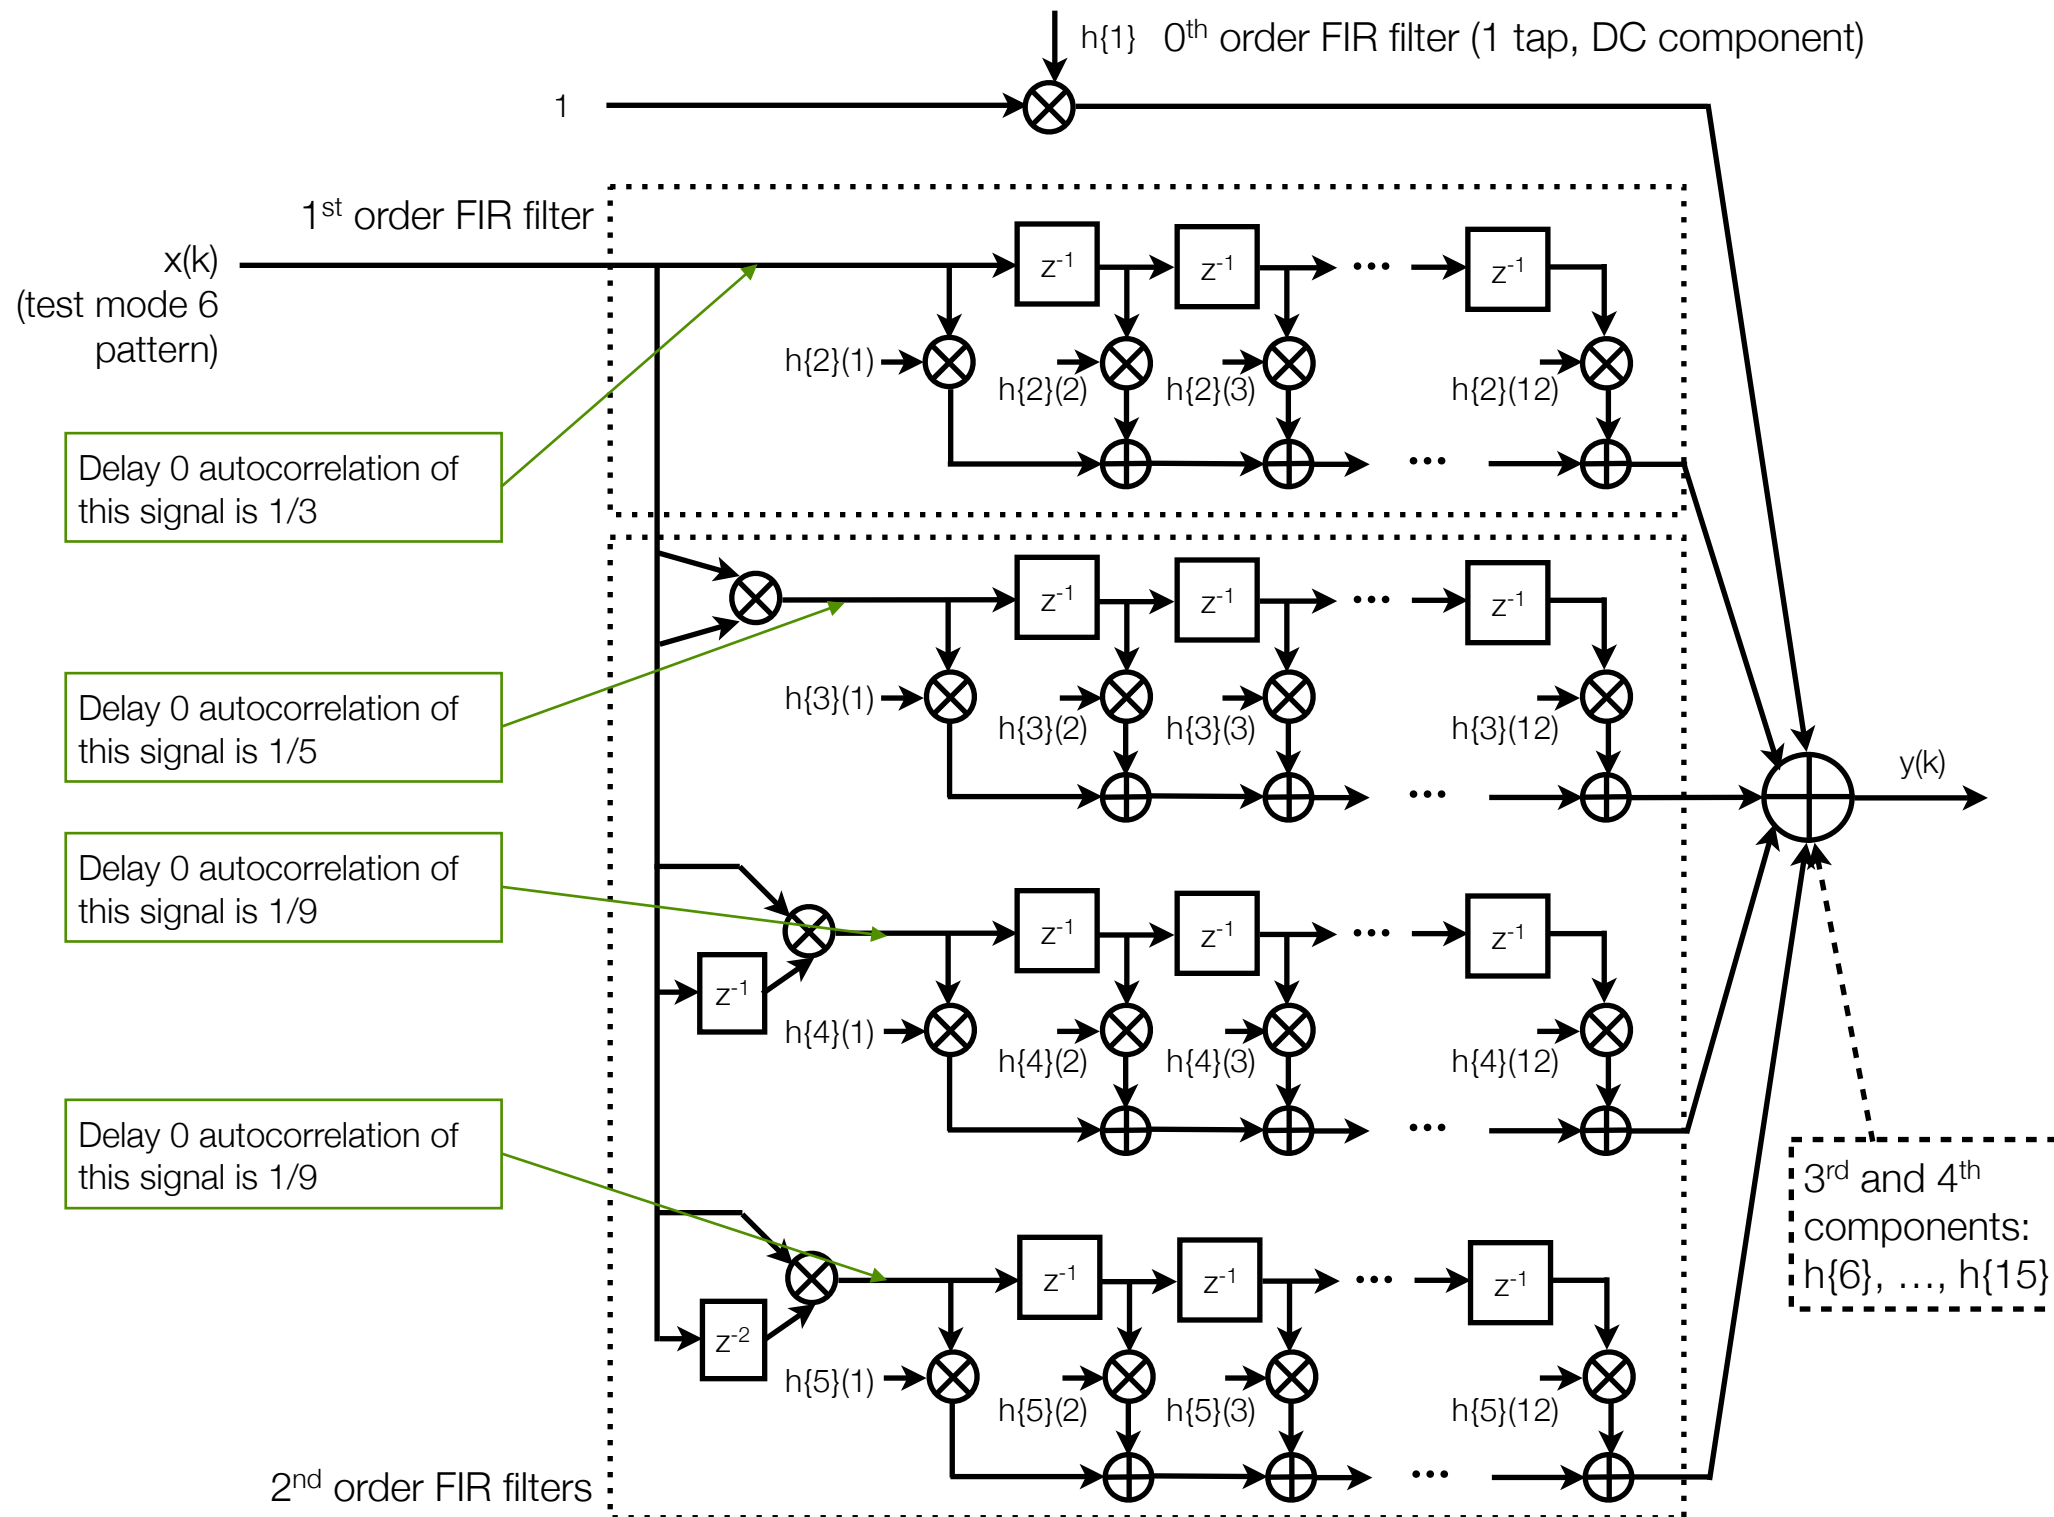 h{1} 0th order FIR filter (1 tap, DC component)
1
1st order FIR filter
x(k)
(test mode 6
pattern)
z-1 z-1 ••• z-1
h{2}(1) h{2}(2) h{2}(3) h{2}(12)
•••
Delay 0 autocorrelation of
this signal is 1/3
z-1 z-1 ••• z-1
h{3}(1) h{3}(2) h{3}(3) h{3}(12)
•••
Delay 0 autocorrelation of
this signal is 1/5
y(k)
Delay 0 autocorrelation of
this signal is 1/9
z-1 z-1 ••• z-1
z-1
h{4}(1) h{4}(2) h{4}(3) h{4}(12)
•••
Delay 0 autocorrelation of
this signal is 1/9
3rd and 4th
components:
h{6}, …, h{15}
z-1 z-1 ••• z-1
z-2
h{5}(1) h{5}(2) h{5}(3) h{5}(12)
•••
2nd order FIR filters